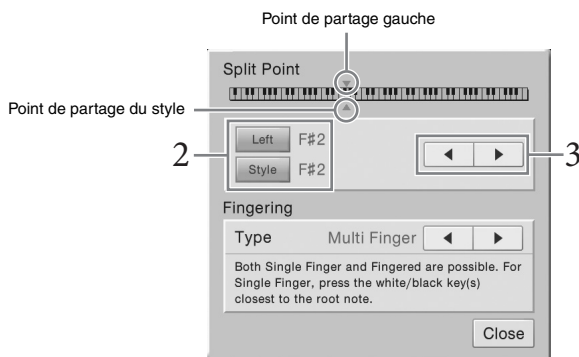 Point de partage gauche
Split Point
Point de partage du style
2
Left F♯2
3
Style F♯2
Fingering
Type Multi Finger
Both Single Finger and Fingered are possible. For
Single Finger, press the white/black key(s)
closest to the root note.
Close